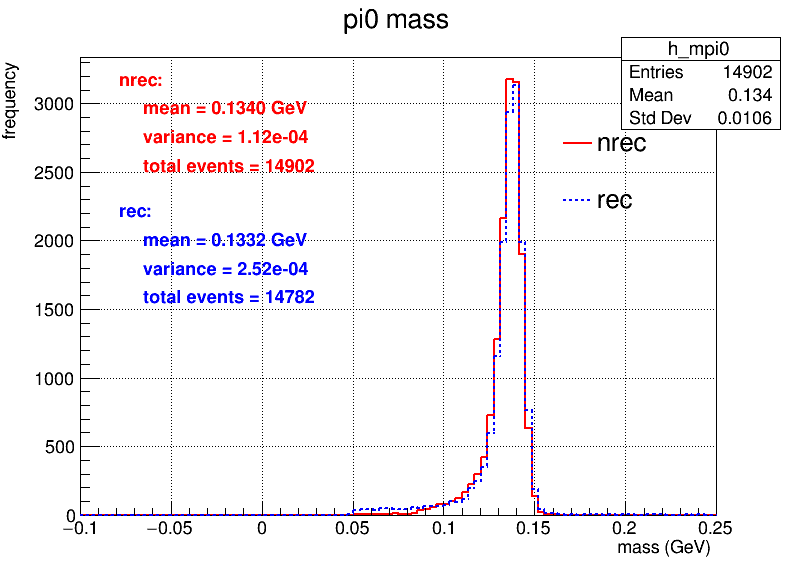 pi0 mass
h_mpi0
Entries 14902
Mean 0.134
Std Dev 0.0106
frequency
nrec:
mean = 0.1340 GeV
variance = 1.12e-04
total events = 14902
rec:
mean = 0.1332 GeV
variance = 2.52e-04
total events = 14782
nrec
rec
3000
2500
2000
1500
1000
500
0
−0.1 −0.05 0 0.05 0.1 0.15 0.2 0.25
mass (GeV)